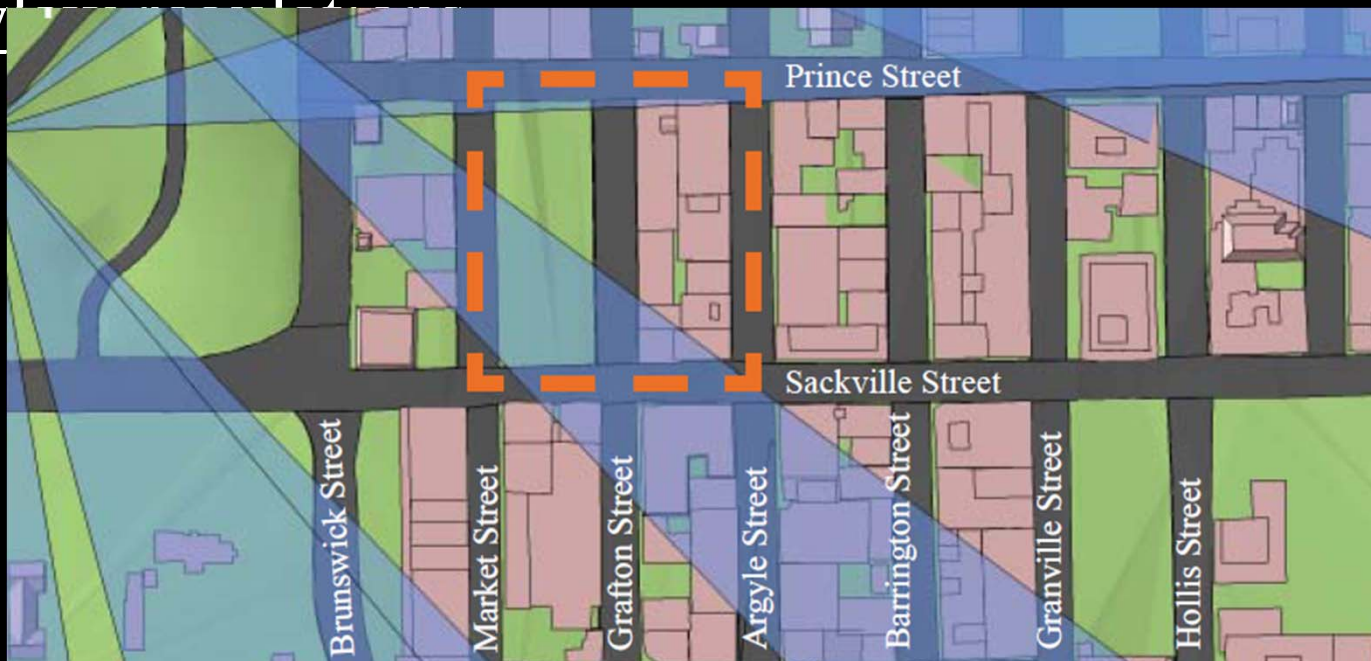 Prince Street
Sackville Street
Brunswick Street
Market Street
Grafton Street
Argyle Street
Barrington Street
Granville Street
Hollis Street